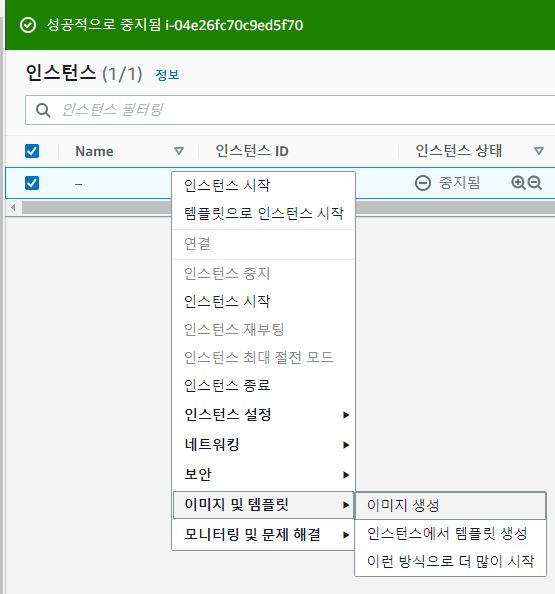 성공적으로 중지됨 i-04e26fc70c9ed5f70
인스턴스 (1/1) 정보
인스턴스 필터링
Name 인스턴스 ID 인스턴스 상태
– 중지됨
인스턴스 시작
템플릿으로 인스턴스 시작
연결
인스턴스 중지
인스턴스 시작
인스턴스 재부팅
인스턴스 최대 절전 모드
인스턴스 종료
인스턴스 설정
네트워킹
보안
이미지 및 템플릿
모니터링 및 문제 해결
이미지 생성
인스턴스에서 템플릿 생성
이런 방식으로 더 많이 시작